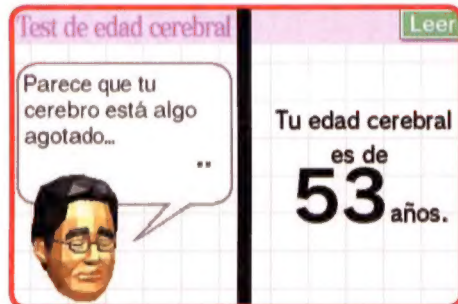 Test de edad cerebral
Leer
Parece que tu
cerebro está algo
agotado...
..
Tu edad cerebral
es de
53 años.